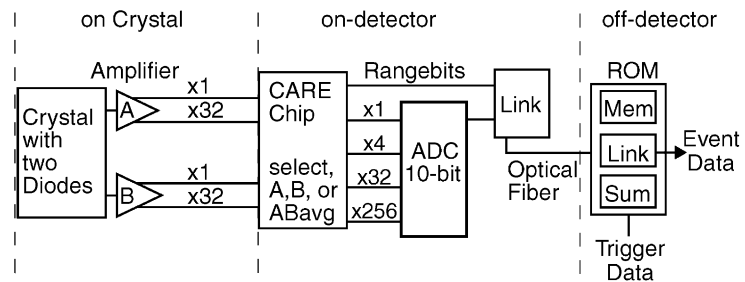 on Crystal
on-detector
off-detector
Amplifier
Rangebits
ROM
Crystal
with
two
Diodes
A
x1
x32
B
x1
x32
CARE
Chip
select,
A,B, or
ABavg
x1
x4
x32
x256
ADC
10-bit
Link
Optical
Fiber
Mem
Link
Sum
Event
Data
Trigger
Data